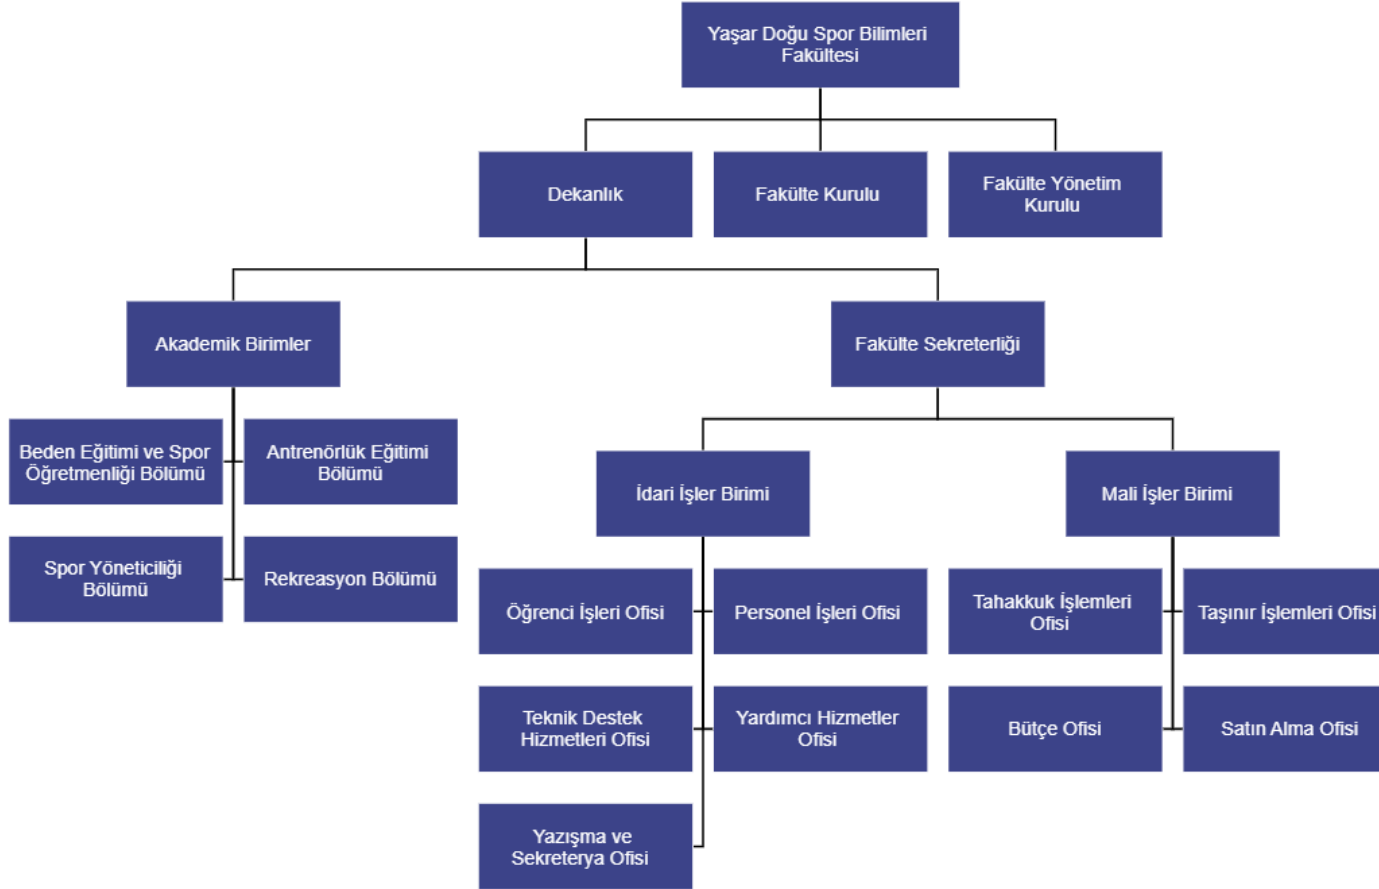 Yaşar Doğu Spor Bilimleri
Fakültesi
Dekanlık
Fakülte Kurulu
Fakülte Yönetim
Kurulu
Akademik Birimler
Fakülte Sekreterliği
Beden Eğitimi ve Spor
Öğretmenliği Bölümü
Antrenörlük Eğitimi
Bölümü
Spor Yöneticiliği
Bölümü
Rekreasyon Bölümü
İdari İşler Birimi
Mali İşler Birimi
Öğrenci İşleri Ofisi
Personel İşleri Ofisi
Teknik Destek
Hizmetleri Ofisi
Yardımcı Hizmetler
Ofisi
Yazışma ve
Sekreterya Ofisi
Tahakkuk İşlemleri
Ofisi
Taşınır İşlemleri Ofisi
Bütçe Ofisi
Satın Alma Ofisi